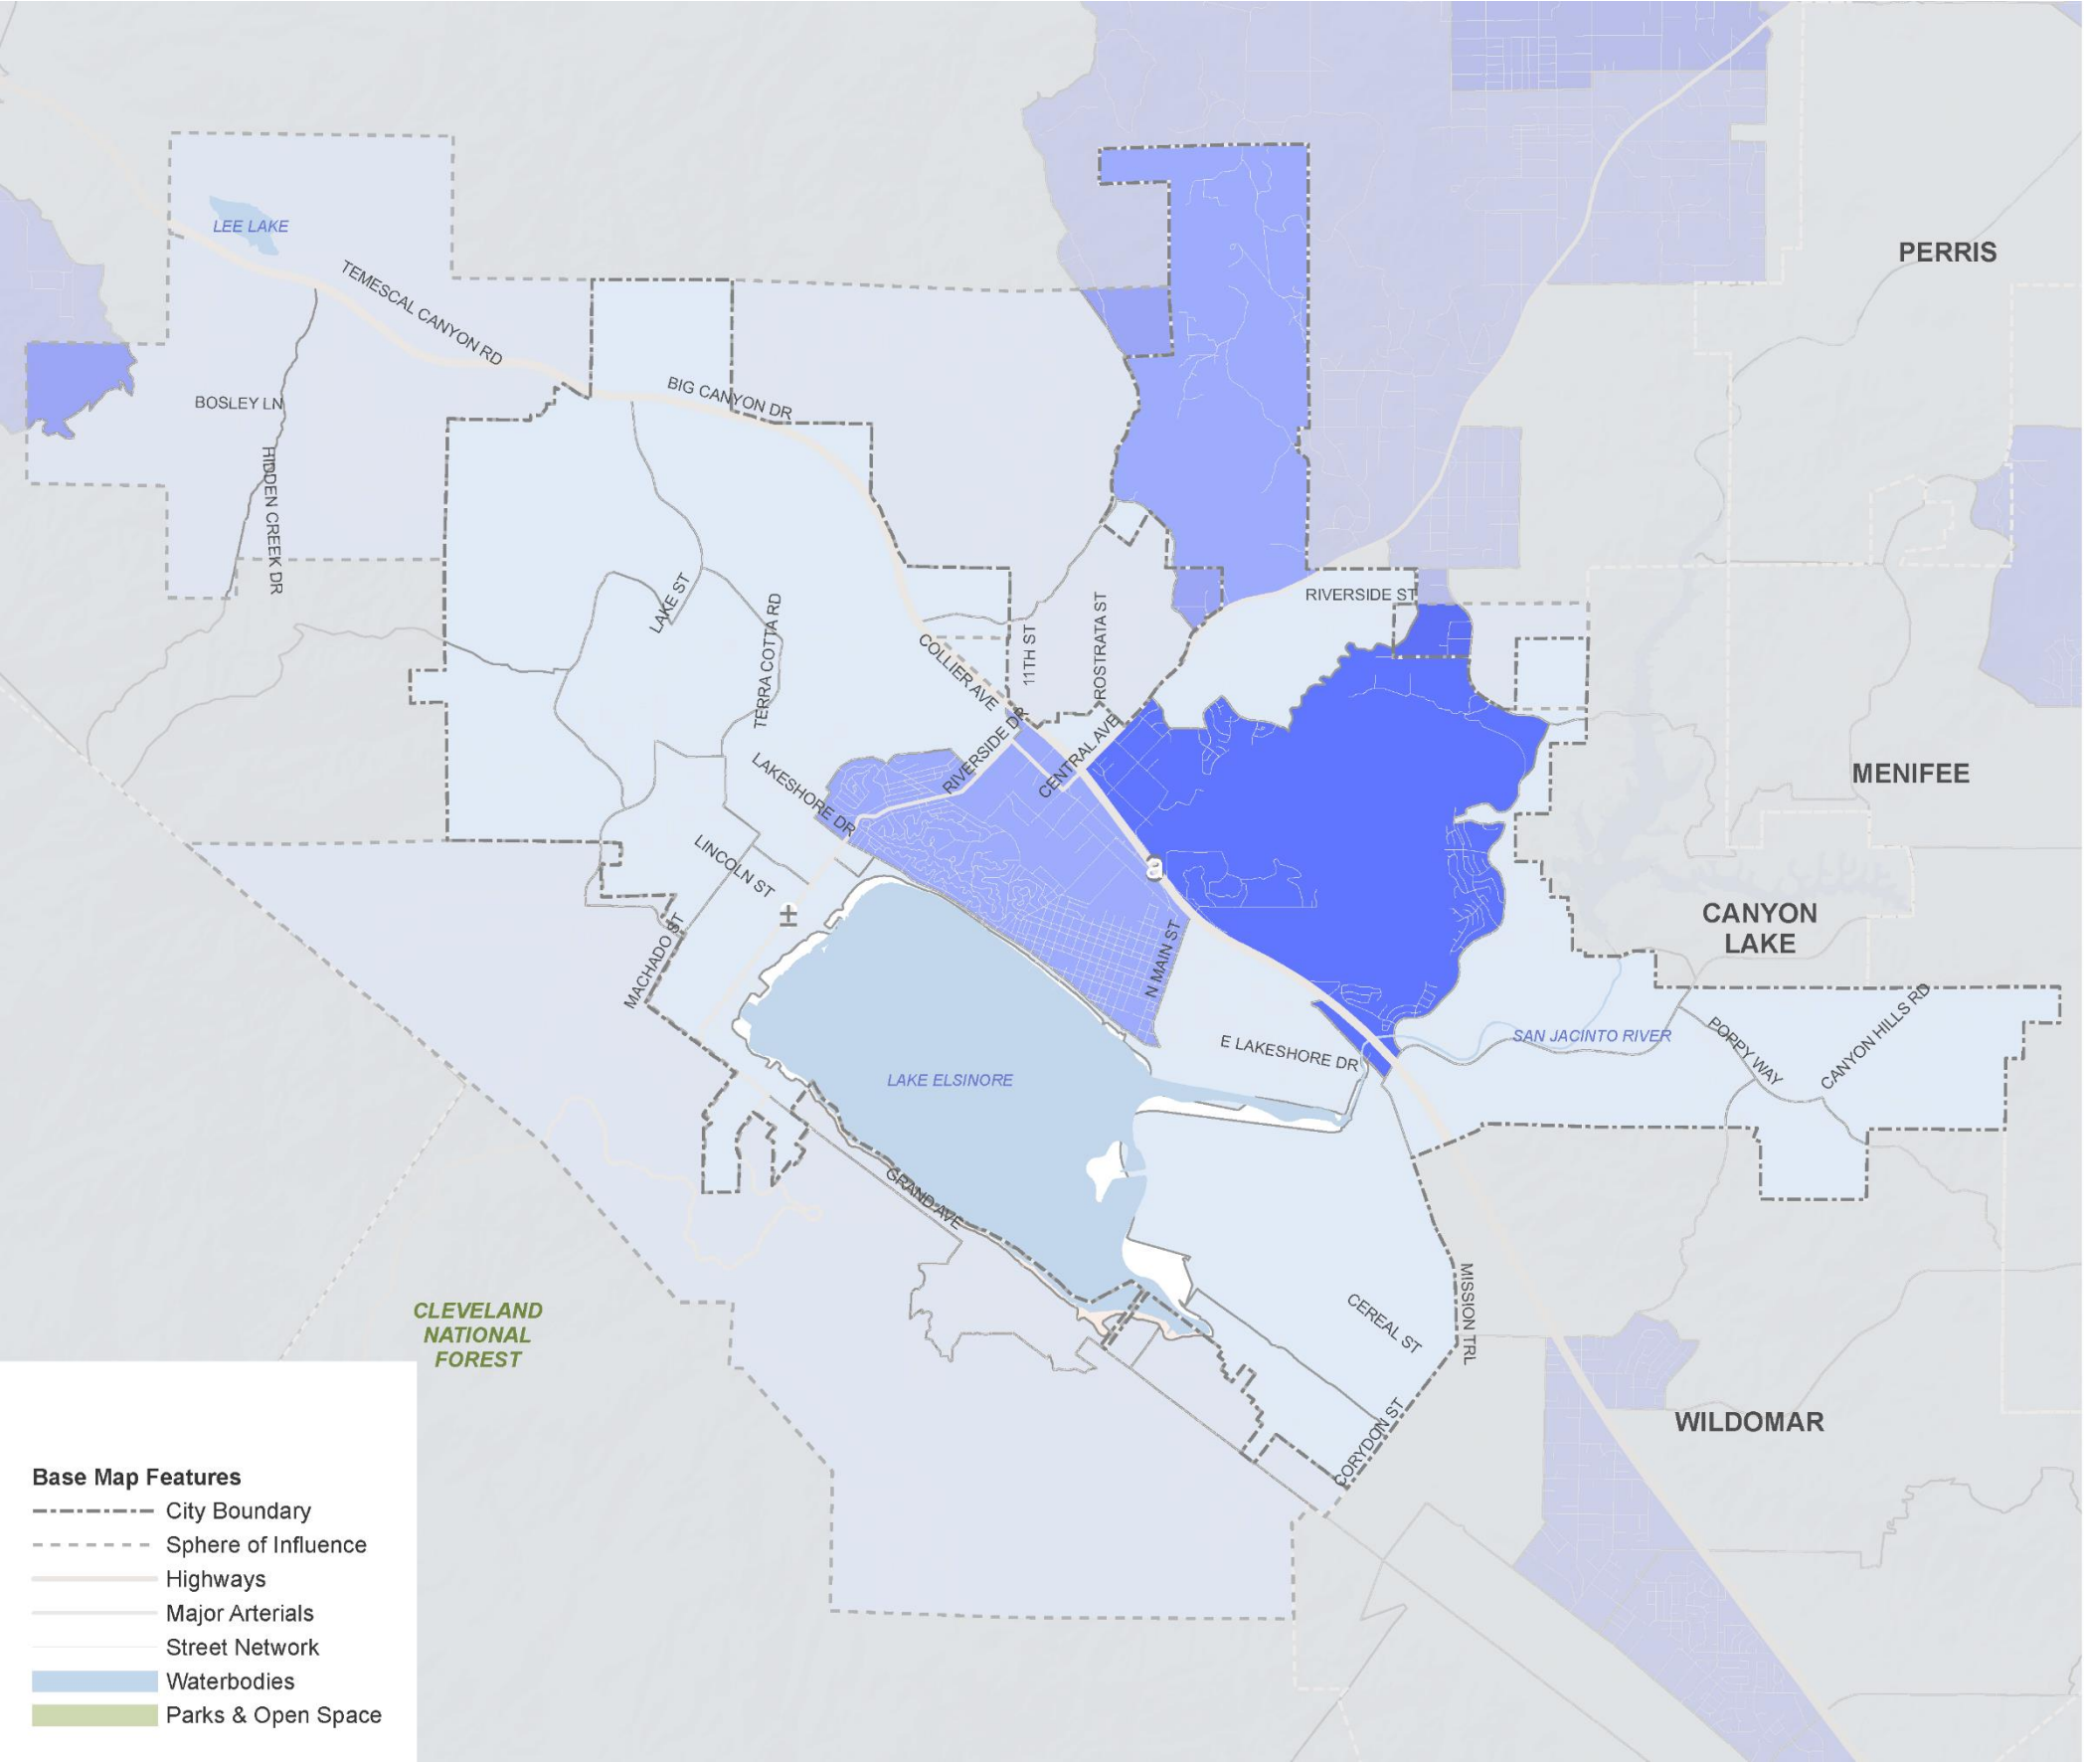 PERRIS
LEE LAKE
TEMESCAL CANYON RD
BIG CANYON DR
BOSLEY LN
HIDDEN CREEK DR
LAKE ST
TERRA COTTA RD
COLLIER AVE
11TH ST
ROSTRATA ST
RIVERSIDE ST
RIVERSIDE DR
CENTRAL AVE
LAKESHORE DR
MENIFEE
LINCOLN ST
a
±
MACHADO ST
N MAIN ST
CANYON
LAKE
E LAKESHORE DR
SAN JACINTO RIVER
POPPY WAY
CANYON HILLS RD
LAKE ELSINORE
GRAND AVE
CLEVELAND
NATIONAL
FOREST
CEREAL ST
MISSION TRL
CORYDON ST
WILDOMAR
Base Map Features
City Boundary
Sphere of Influence
Highways
Major Arterials
Street Network
Waterbodies
Parks & Open Space